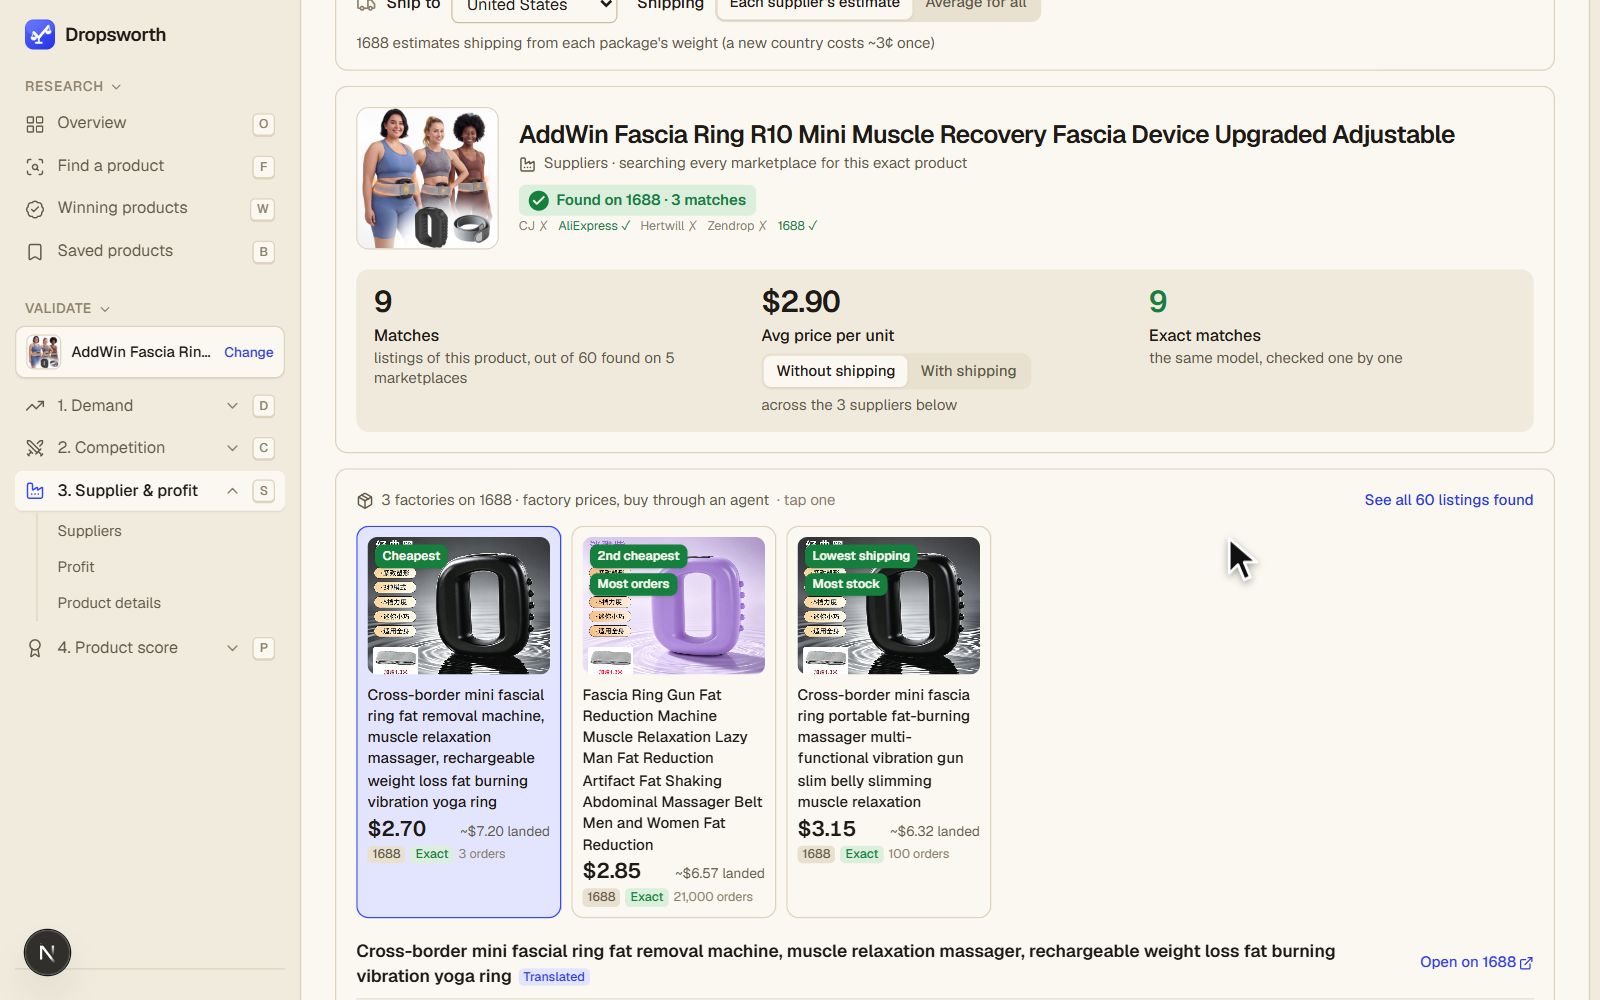 Dropsworth
Ship to
United States
Shipping
Each supplier's estimate
Average for all
1688 estimates shipping from each package's weight (a new country costs ~3¢ once)
RESEARCH
Overview
O
Find a product
F
Winning products
W
Saved products
B
VALIDATE
AddWin Fascia Rin...
Change
1. Demand
D
2. Competition
C
3. Supplier & profit
S
Suppliers
Profit
Product details
4. Product score
P
N
AddWin Fascia Ring R10 Mini Muscle Recovery Fascia Device Upgraded Adjustable
Suppliers · searching every marketplace for this exact product
Found on 1688 · 3 matches
CJ ✗ AliExpress ✓ Hertwill ✗ Zendrop ✗ 1688 ✓
9
Matches
listings of this product, out of 60 found on 5
marketplaces
$2.90
Avg price per unit
Without shipping
With shipping
across the 3 suppliers below
9
Exact matches
the same model, checked one by one
3 factories on 1688 · factory prices, buy through an agent · tap one
See all 60 listings found
Cheapest
Cross-border mini fascial
ring fat removal machine,
muscle relaxation
massager, rechargeable
weight loss fat burning
vibration yoga ring
$2.70
~$7.20 landed
1688
Exact
3 orders
2nd cheapest
Most orders
Fascia Ring Gun Fat
Reduction Machine
Muscle Relaxation Lazy
Man Fat Reduction
Artifact Fat Shaking
Abdominal Massager Belt
Men and Women Fat
Reduction
$2.85
~$6.57 landed
1688
Exact
21,000 orders
Lowest shipping
Most stock
Cross-border mini fascia
ring portable fat-burning
massager multi-
functional vibration gun
slim belly slimming
muscle relaxation
$3.15
~$6.32 landed
1688
Exact
100 orders
Cross-border mini fascial ring fat removal machine, muscle relaxation massager, rechargeable weight loss fat burning
vibration yoga ring
Translated
Open on 1688